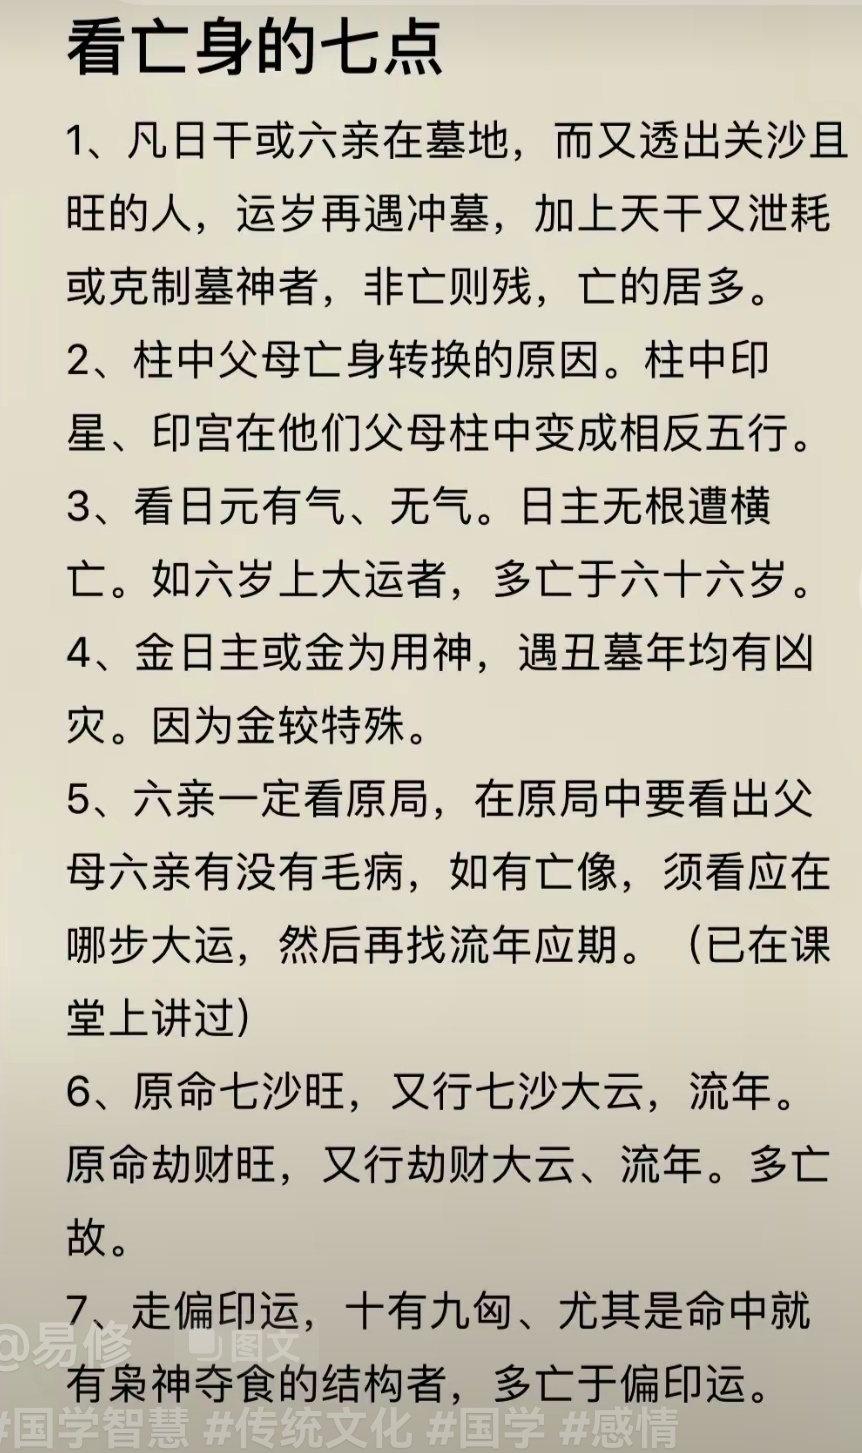 看亡身的七点
1、凡日干或六亲在墓地，而又透出关沙且
旺的人，运岁再遇冲墓，加上天干又泄耗
或克制墓神者，非亡则残，亡的居多。
2、柱中父母亡身转换的原因。柱中印
星、印宫在他们父母柱中变成相反五行。
3、看日元有气、无气。日主无根遭横
亡。如六岁上大运者，多亡于六十六岁。
4、金日主或金为用神，遇丑墓年均有凶
灾。因为金较特殊。
5、六亲一定看原局，在原局中要看出父
母六亲有没有毛病，如有亡像，须看应在
哪步大运，然后再找流年应期。（已在课
堂上讲过）
6、原命七沙旺，又行七沙大云，流年。
原命劫财旺，又行劫财大云、流年。多亡
故。
7、走偏印运，十有九匈、尤其是命中就
有枭神夺食的结构者，多亡于偏印运。
@易修 图文
#国学智慧 #传统文化 #国学 #感情